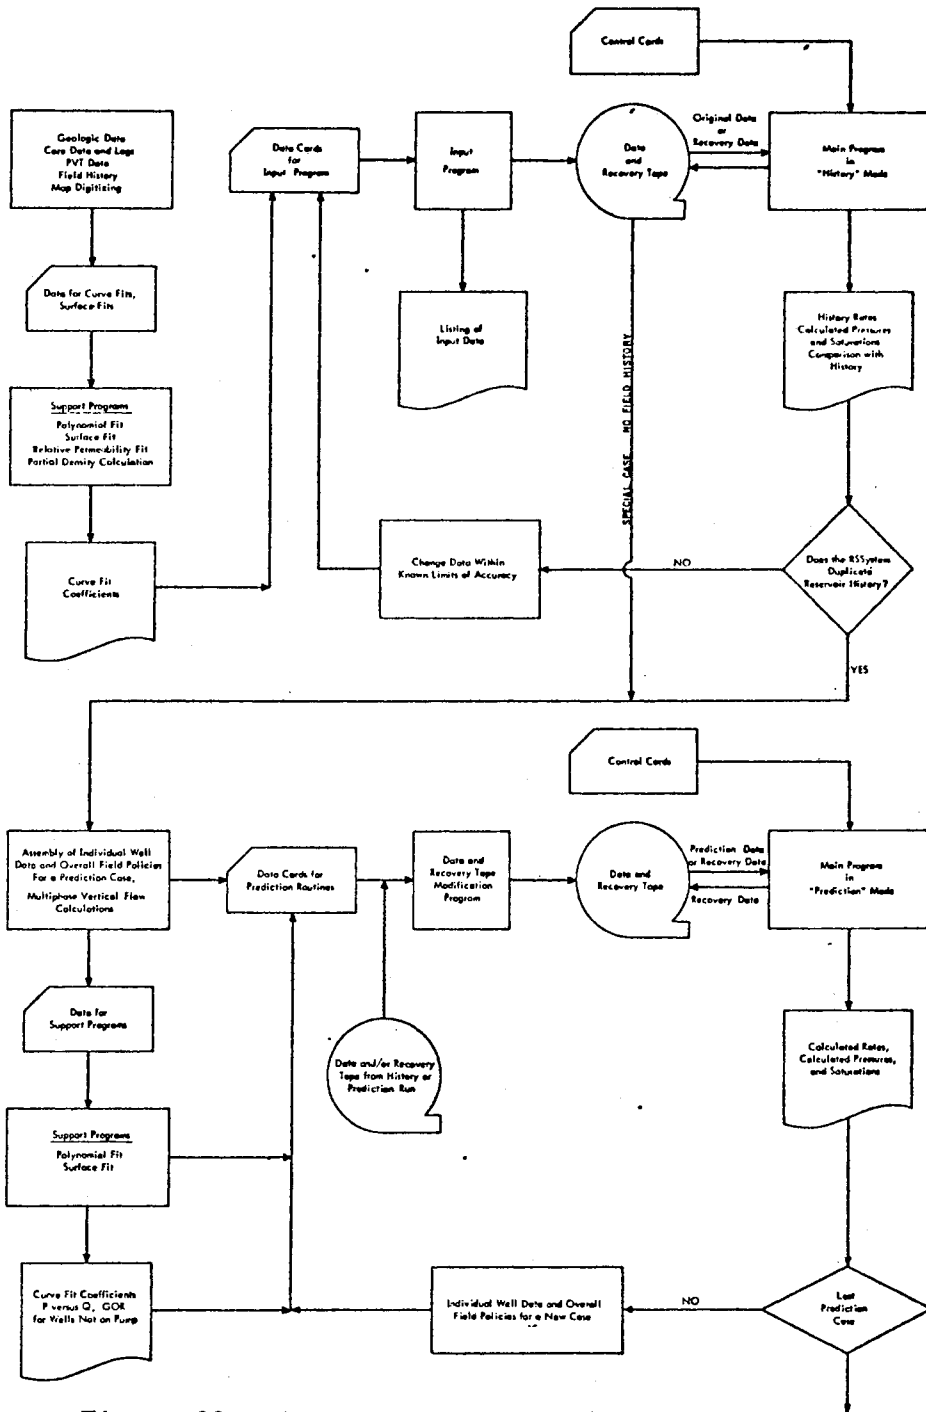 Control Cards
Geologic Data
Core Data and Logs
PVT Data
Field History
Map Digitizing
Data Cards
for
Input Program
Input
Program
Data
and
Recovery Tape
Original Data
or
Recovery Data
Main Program
in
"History" Mode
Data for Curve Fits,
Surface Fits
Listing of
Input Data
SPECIAL CASE NO FIELD HISTORY
History Rates
Calculated Pressures
and Saturations
Comparison with
History
Support Programs
Polynomial Fit
Surface Fit
Relative Permeability Fit
Partial Density Calculation
Curve Fit
Coefficients
Change Data Within
Known Limits of Accuracy
NO
Does the RSSystem
Duplicate
Reservoir History?
YES
Control Cards
Assembly of Individual Well
Data and Overall Field Policies
For a Prediction Case,
Multiphase Vertical Flow
Calculations
Data Cards for
Prediction Routines
Data and
Recovery Tape
Modification
Program
Data and
Recovery Tape
Prediction Data
or Recovery Data
Recovery Data
Main Program
in
"Prediction" Mode
Data for
Support Programs
Data and/or Recovery
Tape from History or
Prediction Run
Calculated Rates,
Calculated Pressures,
and Saturations
Support Programs
Polynomial Fit
Surface Fit
Curve Fit Coefficients
P versus Q, GOR
for Wells Not on Pump
Individual Well Data and Overall
Field Policies for a New Case
NO
Last
Prediction
Case